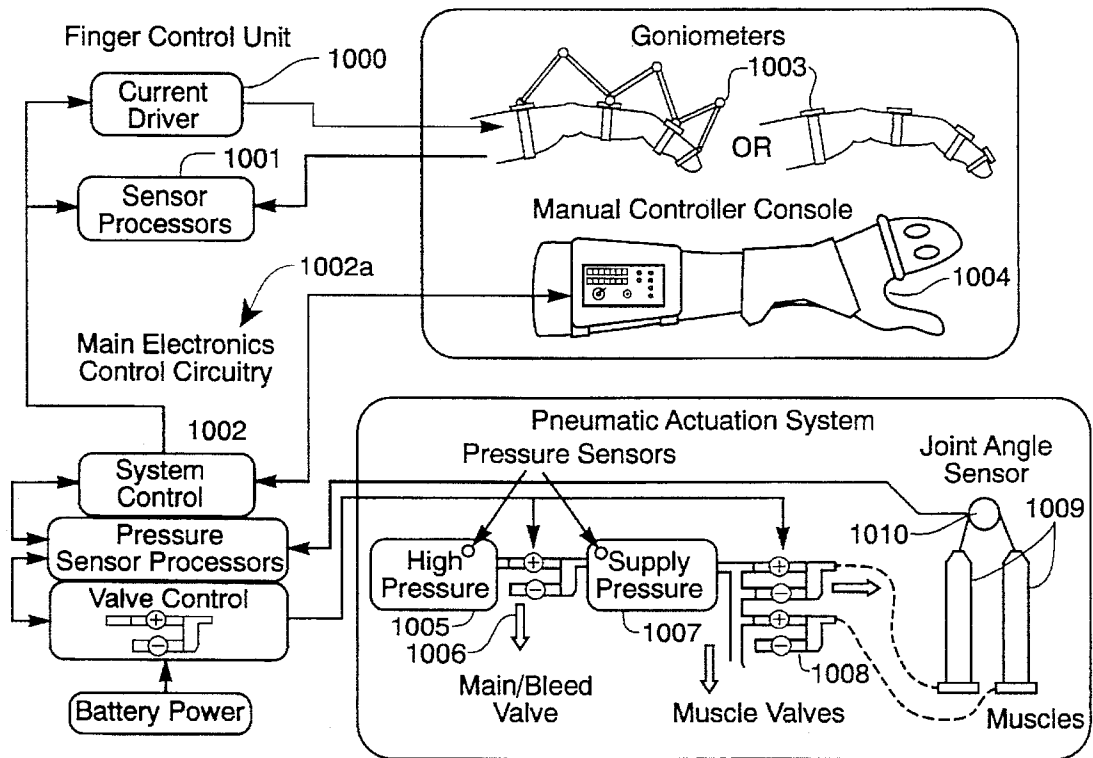 Finger Control Unit
1000
Current
Driver
1001
Sensor
Processors
1002a
Main Electronics
Control Circuitry
1002
System
Control
Pressure
Sensor Processors
Valve Control
Battery Power
Goniometers
1003
OR
Manual Controller Console
1004
Pneumatic Actuation System
Pressure Sensors
Joint Angle
Sensor
1009
1010
High
Pressure
Supply
Pressure
1005
1006
1007
1008
Main/Bleed
Valve
Muscle Valves
Muscles